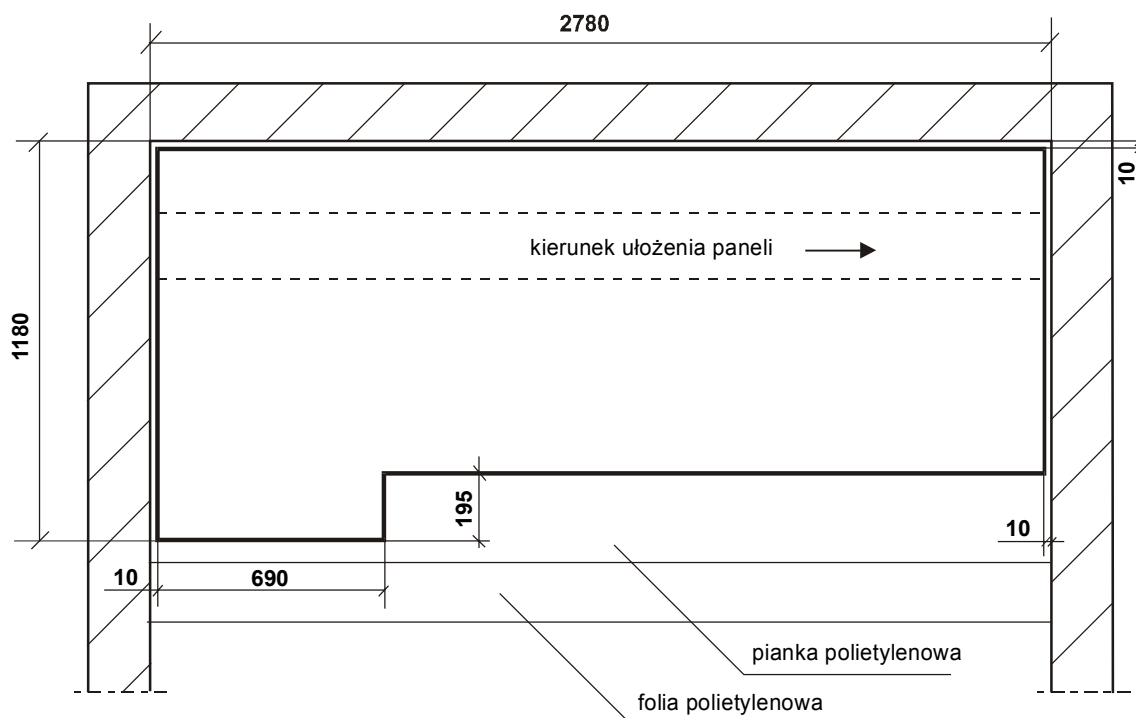 2780
10
kierunek ułożenia paneli
1180
195
10
10
690
pianka polietylenowa
folia polietylenowa